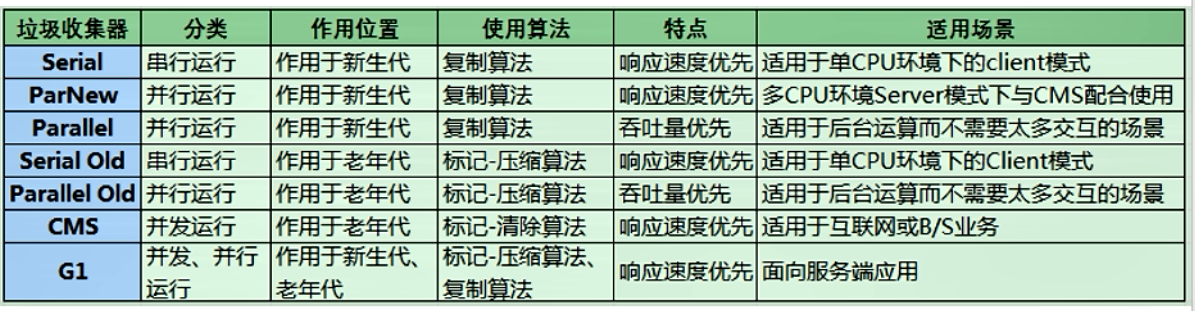 垃圾收集器 分类 作用位置 使用算法 特点 适用场景
Serial 串行运行 作用于新生代 复制算法 响应速度优先 适用于单CPU环境下的client模式
ParNew 并行运行 作用于新生代 复制算法 响应速度优先 多CPU环境Server模式下与CMS配合使用
Parallel 并行运行 作用于新生代 复制算法 吞吐量优先 适用于后台运算而不需要太多交互的场景
Serial Old 串行运行 作用于老年代 标记-压缩算法 响应速度优先 适用于单CPU环境下的Client模式
Parallel Old 并行运行 作用于老年代 标记-压缩算法 吞吐量优先 适用于后台运算而不需要太多交互的场景
CMS 并发运行 作用于老年代 标记-清除算法 响应速度优先 适用于互联网或B/S业务
G1 并发、并行 作用于新生代、 标记-压缩算法、 响应速度优先 面向服务端应用
运行 老年代 复制算法